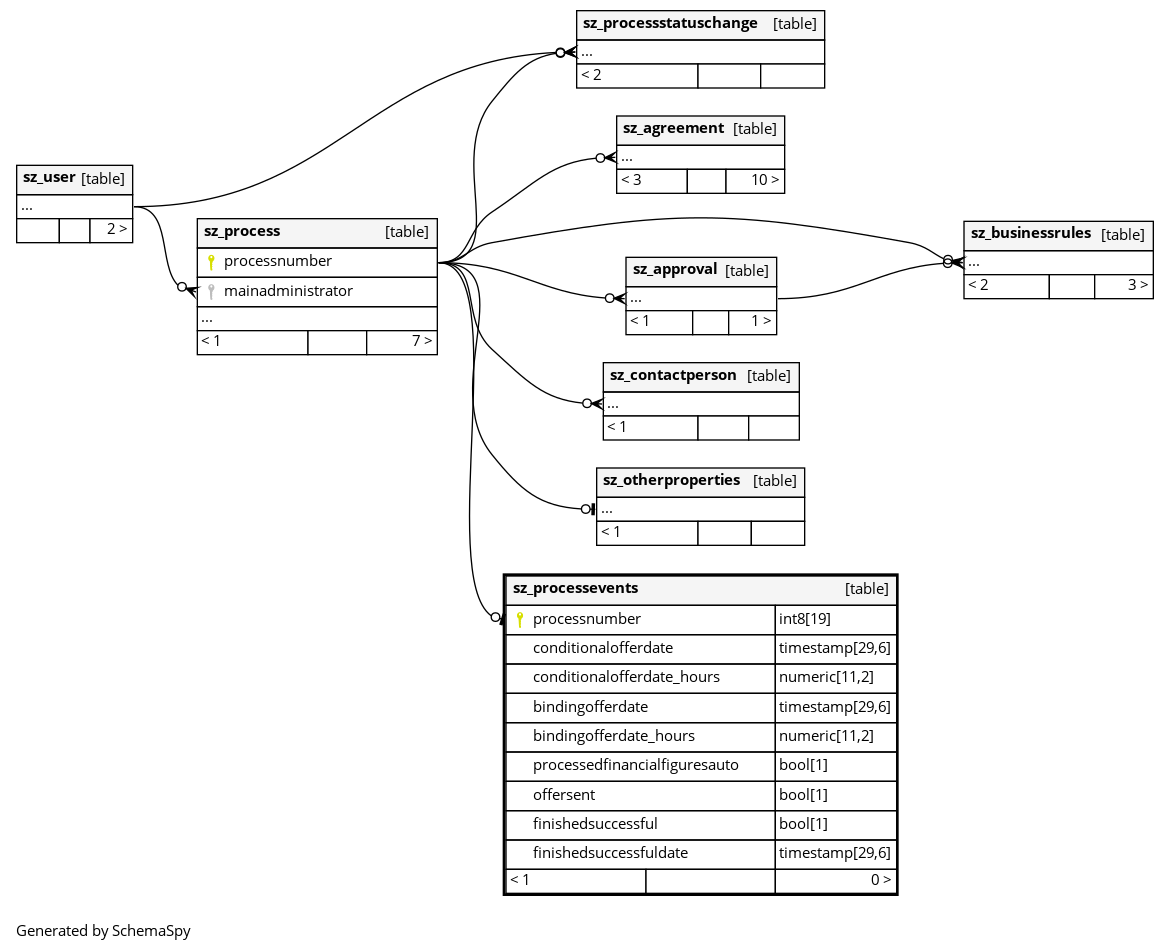 sz_processstatuschange [table]
...
< 2
sz_agreement [table]
...
< 3 10 >
sz_user [table]
...
2 >
sz_process [table]
processnumber
mainadministrator
...
< 1 7 >
sz_businessrules [table]
...
< 2 3 >
sz_approval [table]
...
< 1 1 >
sz_contactperson [table]
...
< 1
sz_otherproperties [table]
...
< 1
sz_processevents [table]
processnumber int8[19]
conditionalofferdate timestamp[29,6]
conditionalofferdate_hours numeric[11,2]
bindingofferdate timestamp[29,6]
bindingofferdate_hours numeric[11,2]
processedfinancialfiguresauto bool[1]
offersent bool[1]
finishedsuccessful bool[1]
finishedsuccessfuldate timestamp[29,6]
< 1 0 >
Generated by SchemaSpy